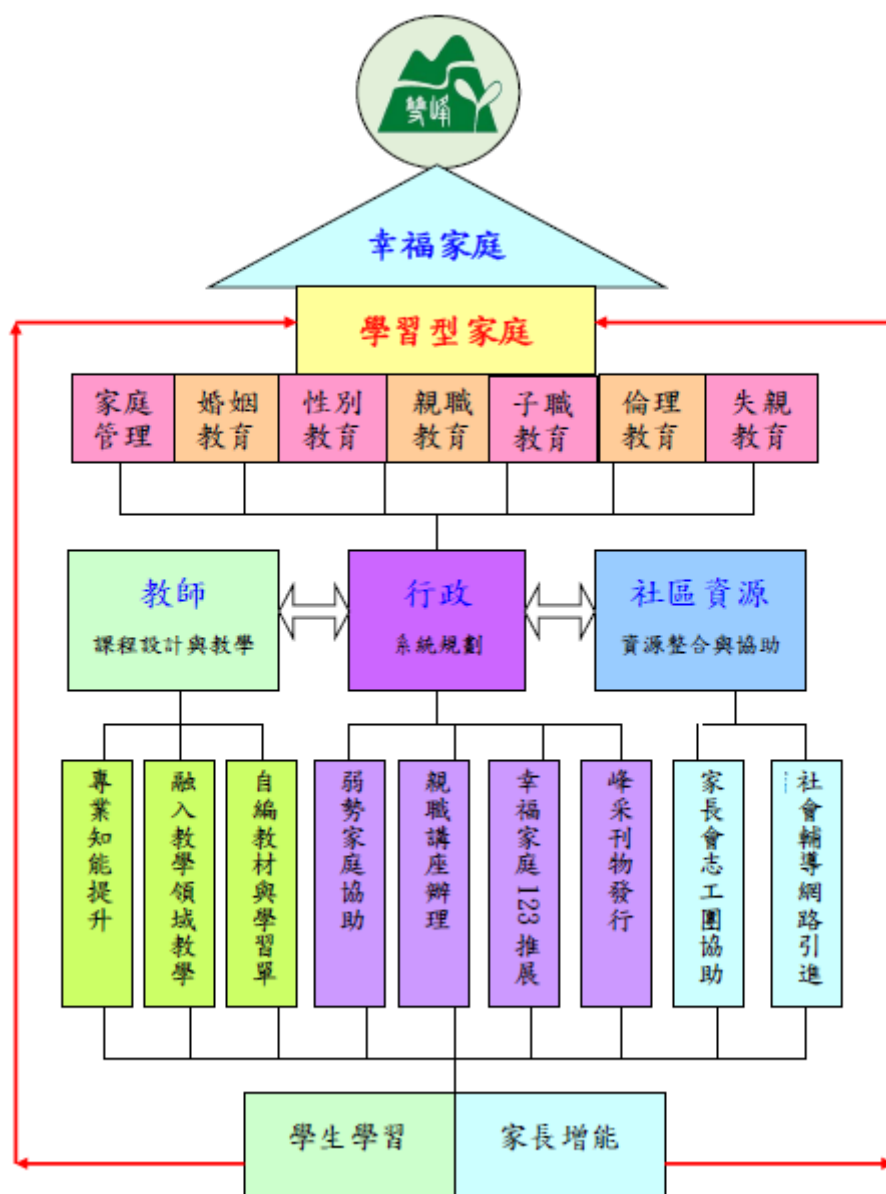 雙峰
幸福家庭
學習型家庭
家庭
管理
婚姻
教育
性別
教育
親職
教育
子職
教育
倫理
教育
失親
教育
教師
課程設計與教學
行政
系統規劃
社區資源
資源整合與協助
專業知能提升
融入教學領域教學
自編教材與學習單
弱勢家庭協助
親職講座辦理
幸福家庭123推展
峰采刊物發行
家長會志工團協助
社會輔導網路引進
學生學習
家長增能